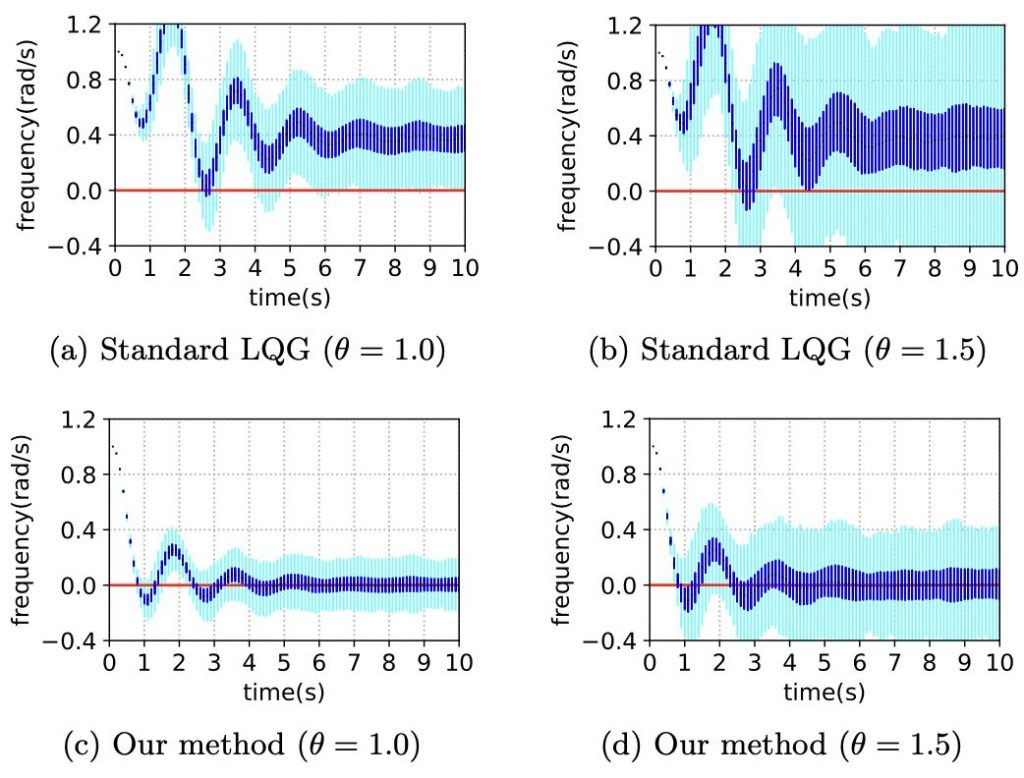 frequency(rad/s)
1.2
0.8
0.4
0.0
−0.4
0 1 2 3 4 5 6 7 8 9 10
time(s)
(a) Standard LQG (θ = 1.0)
frequency(rad/s)
1.2
0.8
0.4
0.0
−0.4
0 1 2 3 4 5 6 7 8 9 10
time(s)
(b) Standard LQG (θ = 1.5)
frequency(rad/s)
1.2
0.8
0.4
0.0
−0.4
0 1 2 3 4 5 6 7 8 9 10
time(s)
(c) Our method (θ = 1.0)
frequency(rad/s)
1.2
0.8
0.4
0.0
−0.4
0 1 2 3 4 5 6 7 8 9 10
time(s)
(d) Our method (θ = 1.5)